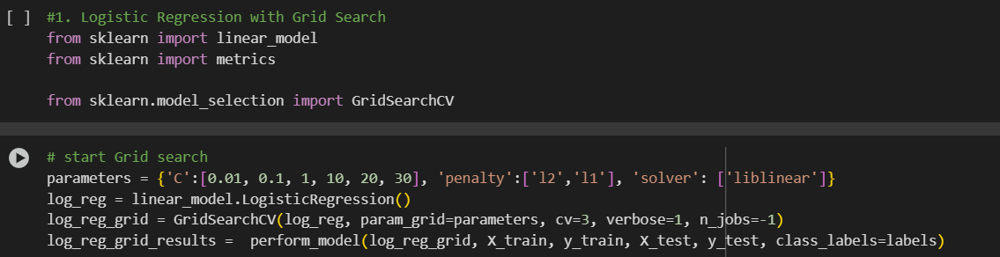 [ ] #1. Logistic Regression with Grid Search
from sklearn import linear_model
from sklearn import metrics
from sklearn.model_selection import GridSearchCV
# start Grid search
parameters = {'C':[0.01, 0.1, 1, 10, 20, 30], 'penalty':['l2','l1'], 'solver': ['liblinear']}
log_reg = linear_model.LogisticRegression()
log_reg_grid = GridSearchCV(log_reg, param_grid=parameters, cv=3, verbose=1, n_jobs=-1)
log_reg_grid_results =  perform_model(log_reg_grid, X_train, y_train, X_test, y_test, class_labels=labels)